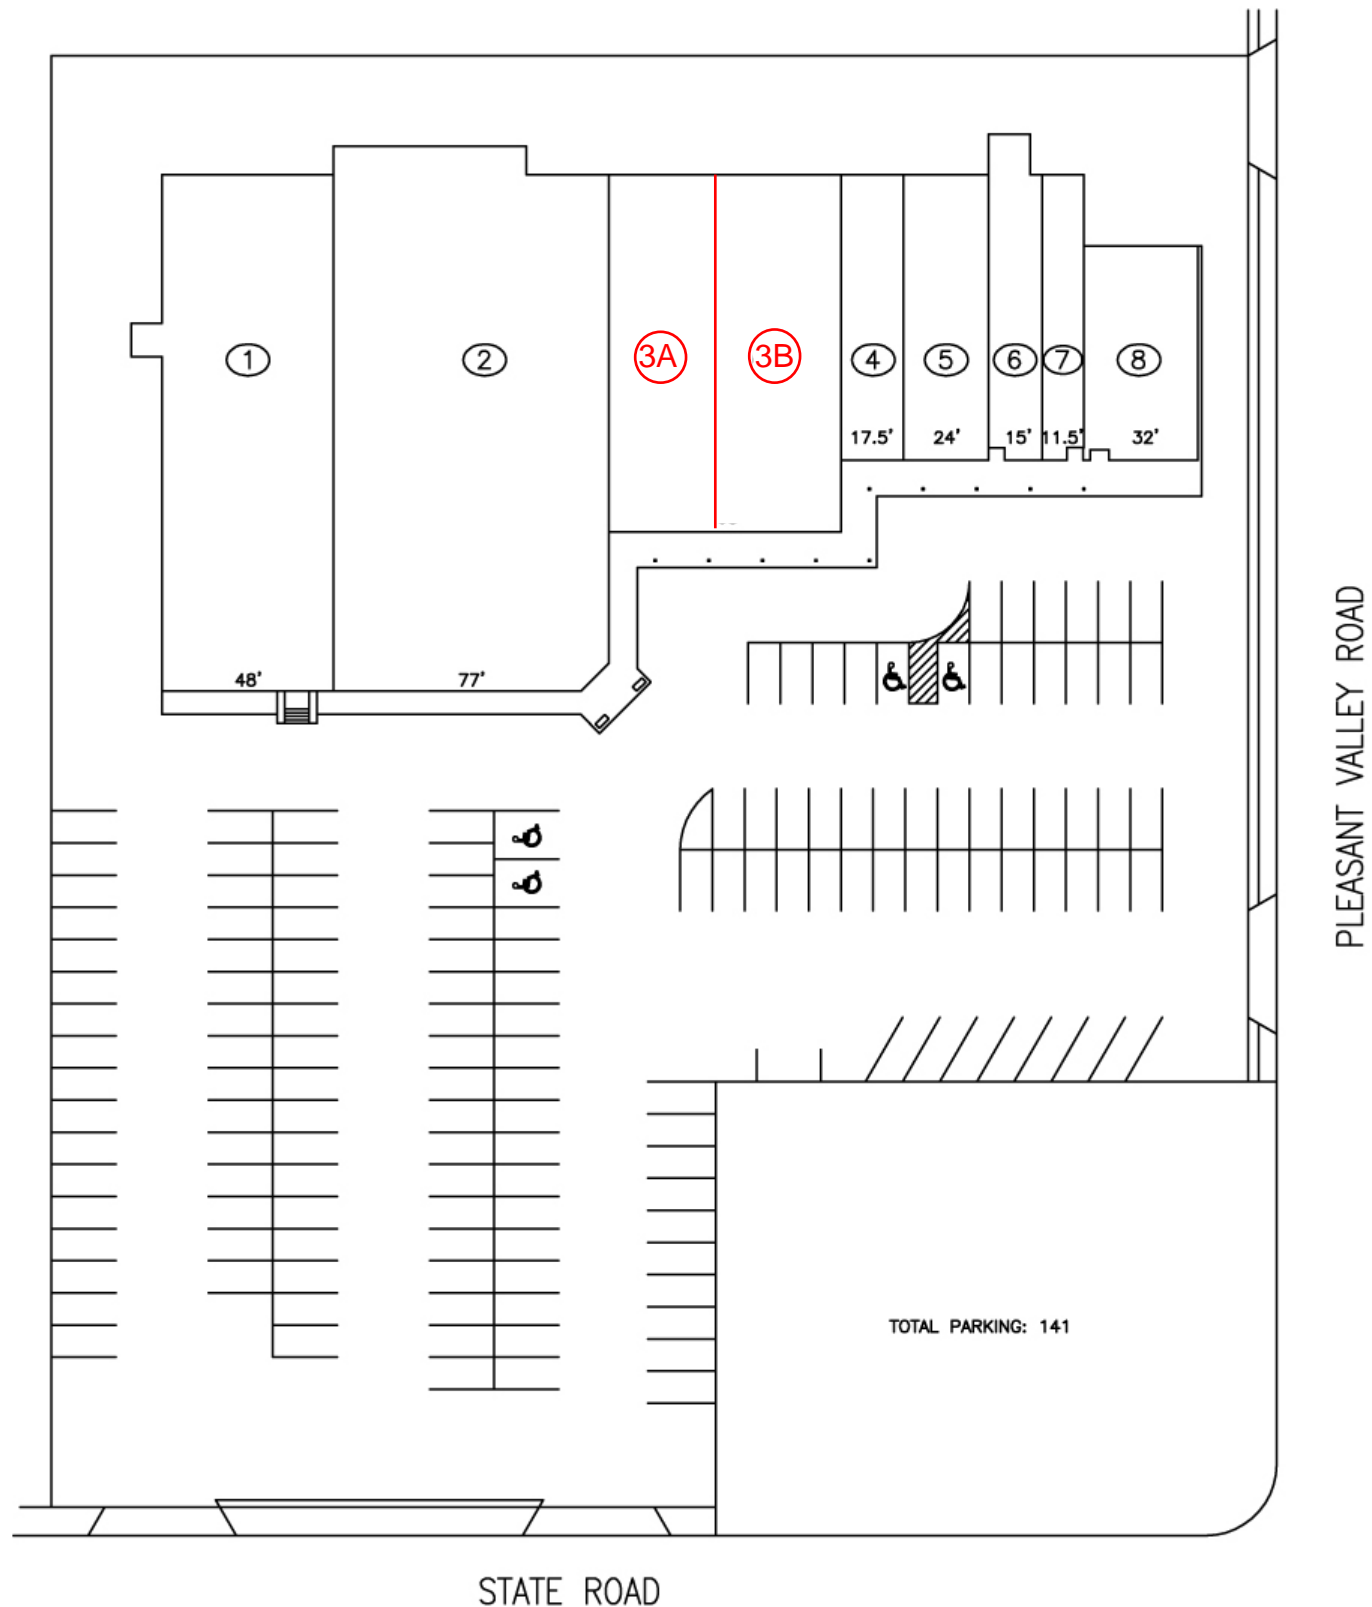 1
2
3A
3B
4
5
6
7
8
17.5'
24'
15'
11.5'
32'
48'
77'
PLEASANT VALLEY ROAD
TOTAL PARKING: 141
STATE ROAD